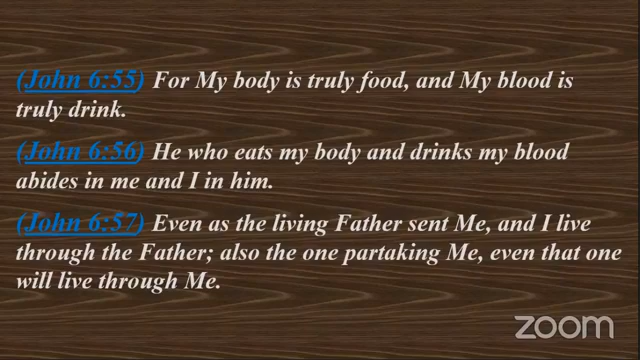 (John 6:55) For My body is truly food, and My blood is
truly drink.
(John 6:56) He who eats my body and drinks my blood
abides in me and I in him.
(John 6:57) Even as the living Father sent Me, and I live
through the Father; also the one partaking Me, even that one
will live through Me.
zoom